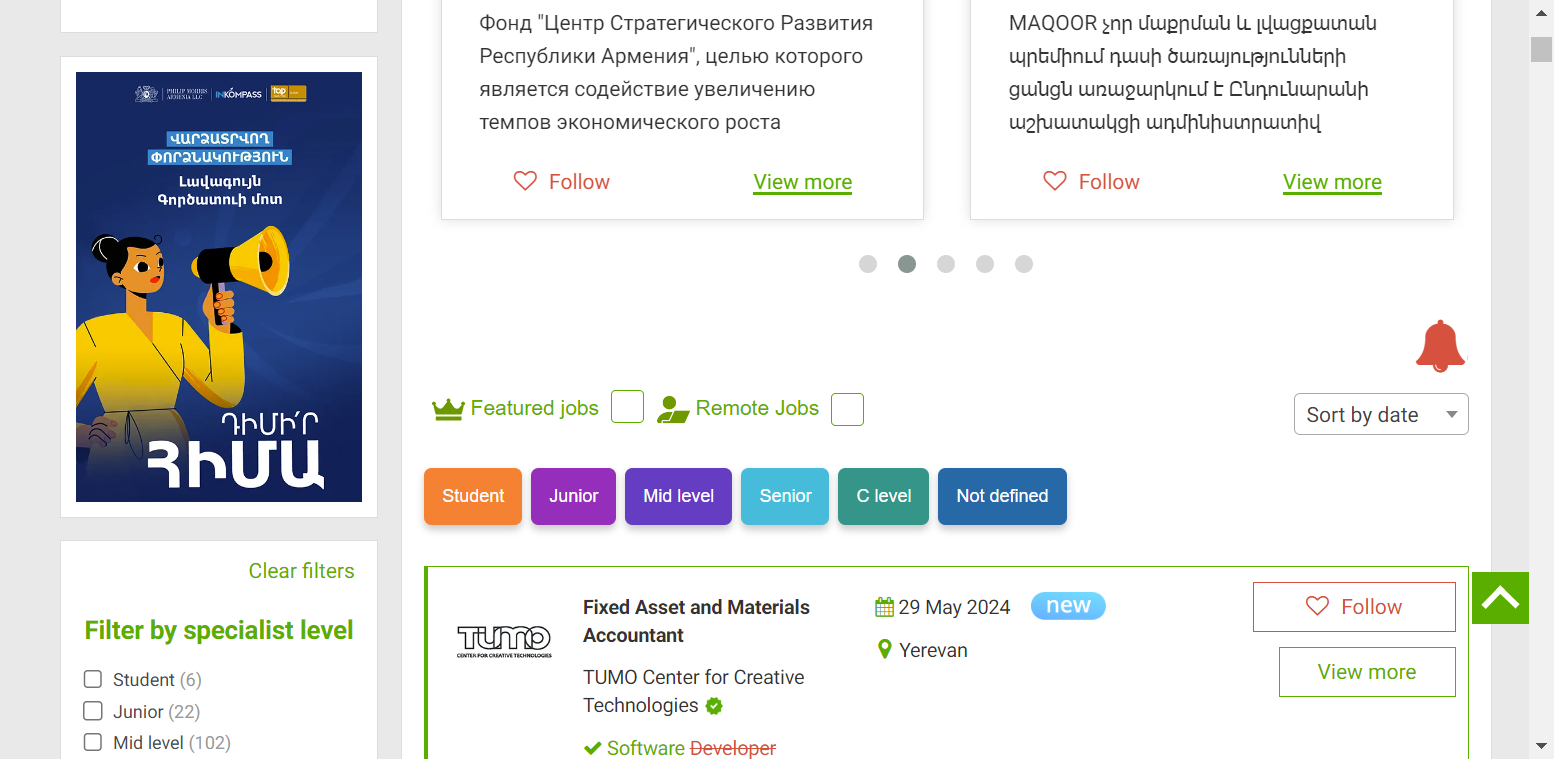 PHILIP MORRIS
ARMENIA LLC
INKOMPASS
top
ՎԱՐՁԱՏՐՎՈՂ
ՓՈՐՁՆԱԿՈՒԹՅՈՒՆ
Լավագույն
Գործատուի մոտ
ԴԻՄԻ՛Ր
ՀԻՄԱ
Clear filters
Filter by specialist level
Student (6)
Junior (22)
Mid level (102)
Фонд "Центр Стратегического Развития
Республики Армения", целью которого
является содействие увеличению
темпов экономического роста
Follow
View more
MAQOOR չոր մաքրման և լվացքատան
պրեմիում դասի ծառայությունների
ցանցն առաջարկում է Ընդունարանի
աշխատակցի ադմինիստրատիվ
Follow
View more
Featured jobs
Remote Jobs
Sort by date
Student
Junior
Mid level
Senior
C level
Not defined
TUMO
CENTER FOR CREATIVE TECHNOLOGIES
Fixed Asset and Materials
Accountant
TUMO Center for Creative
Technologies
Software Developer
29 May 2024
new
Yerevan
Follow
View more